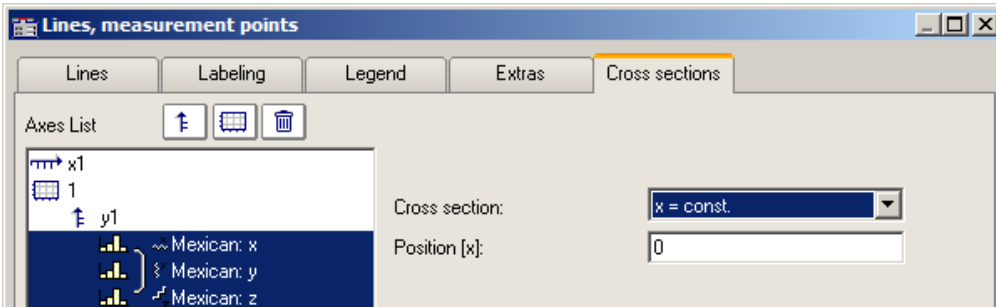 Lines, measurement points
Lines Labeling Legend Extras Cross sections
Axes List
x1
1
y1
Mexican: x
Mexican: y
Mexican: z
Cross section: x = const.
Position [x]: 0